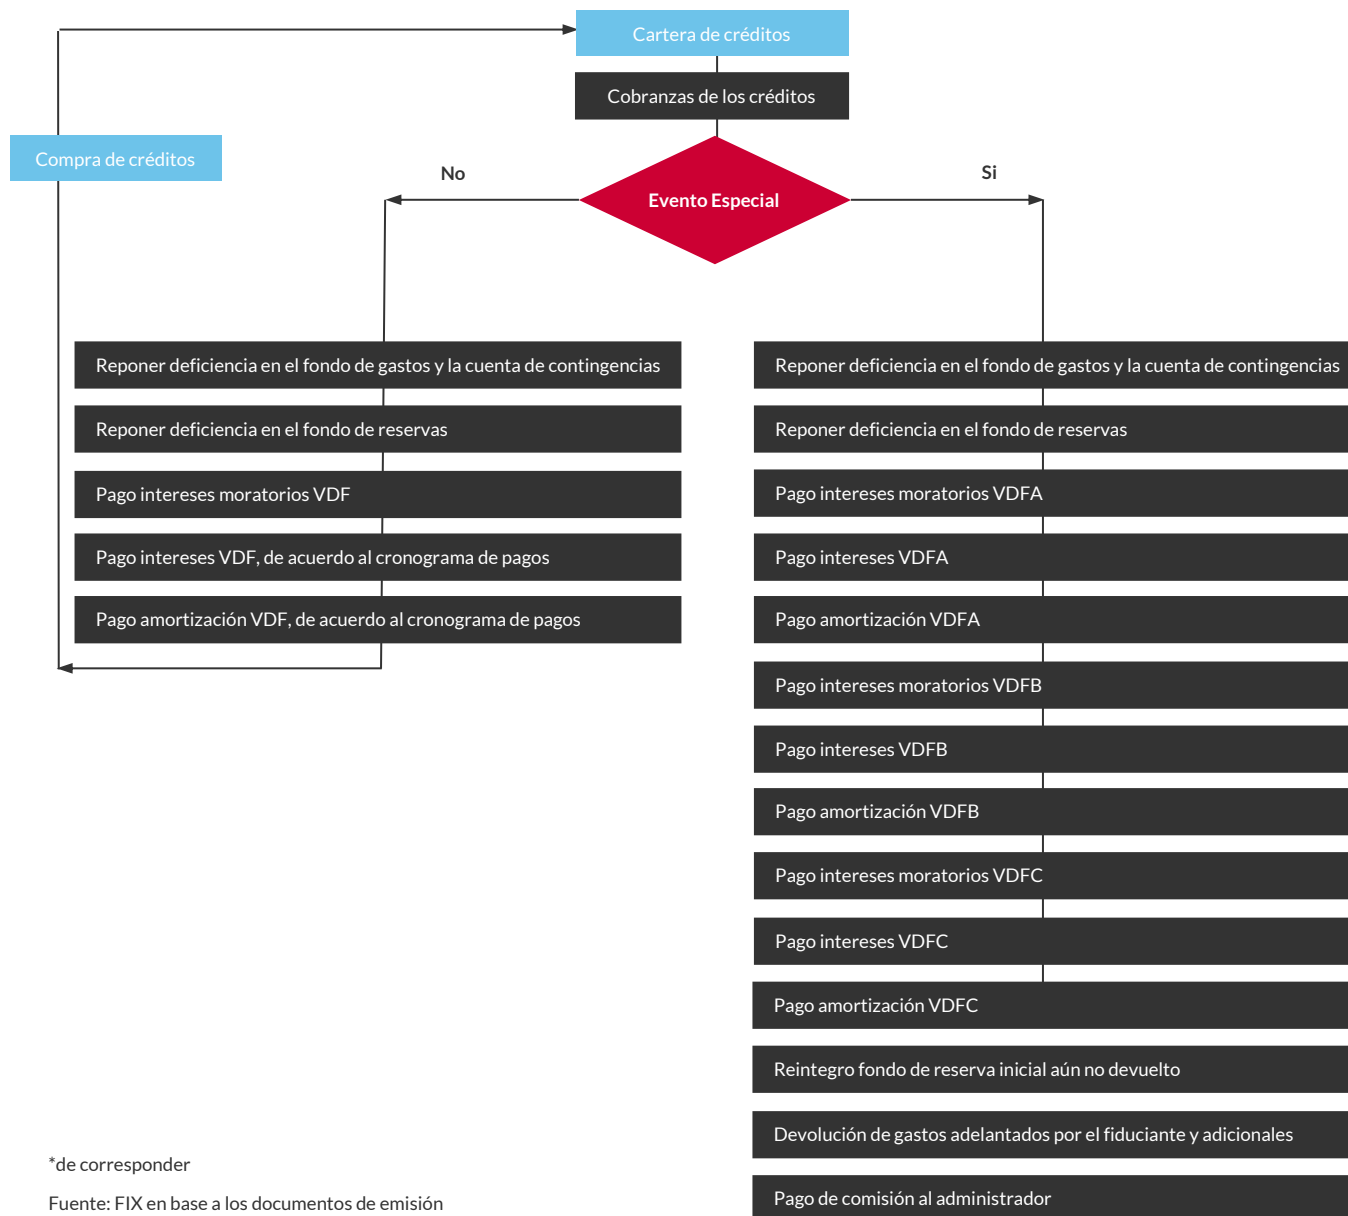 Cartera de créditos
Cobranzas de los créditos
Compra de créditos
No
Si
Evento Especial
Reponer deficiencia en el fondo de gastos y la cuenta de contingencias
Reponer deficiencia en el fondo de reservas
Pago intereses moratorios VDF
Pago intereses VDF, de acuerdo al cronograma de pagos
Pago amortización VDF, de acuerdo al cronograma de pagos
Reponer deficiencia en el fondo de gastos y la cuenta de contingencias
Reponer deficiencia en el fondo de reservas
Pago intereses moratorios VDFA
Pago intereses VDFA
Pago amortización VDFA
Pago intereses moratorios VDFB
Pago intereses VDFB
Pago amortización VDFB
Pago intereses moratorios VDFC
Pago intereses VDFC
Pago amortización VDFC
Reintegro fondo de reserva inicial aún no devuelto
Devolución de gastos adelantados por el fiduciante y adicionales
Pago de comisión al administrador
*de corresponder
Fuente: FIX en base a los documentos de emisión